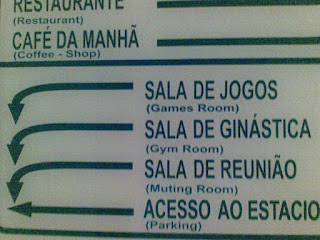 RESTAURANTE
(Restaurant)
CAFÉ DA MANHÃ
(Coffee - Shop)
SALA DE JOGOS
(Games Room)
SALA DE GINÁSTICA
(Gym Room)
SALA DE REUNIÃO
(Muting Room)
ACESSO AO ESTACIO
(Parking)